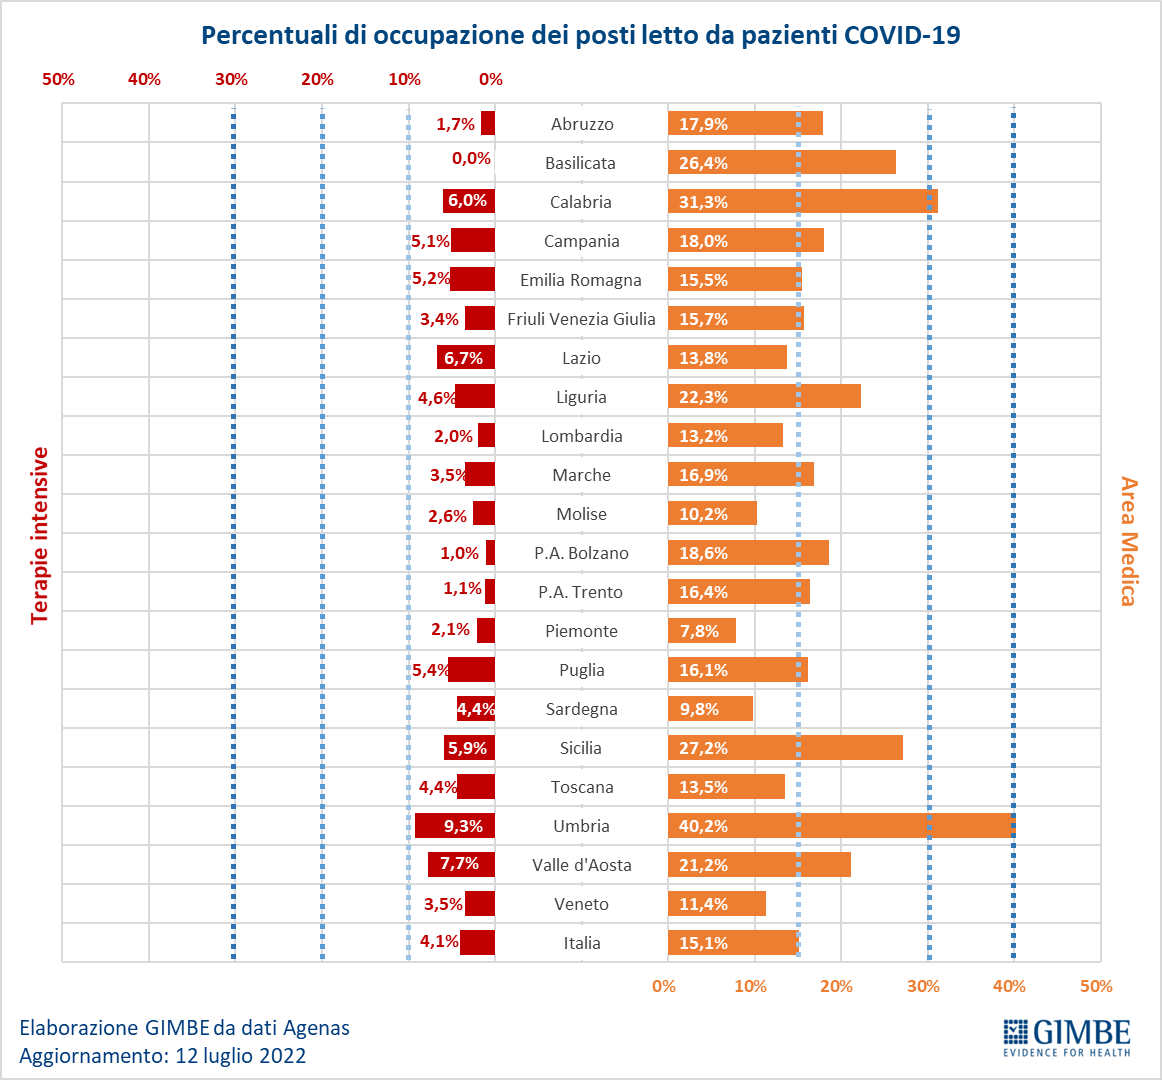 Percentuali di occupazione dei posti letto da pazienti COVID-19
50% 40% 30% 20% 10% 0%
1,7% Abruzzo 17,9%
0,0% Basilicata 26,4%
6,0% Calabria 31,3%
5,1% Campania 18,0%
5,2% Emilia Romagna 15,5%
3,4% Friuli Venezia Giulia 15,7%
6,7% Lazio 13,8%
4,6% Liguria 22,3%
2,0% Lombardia 13,2%
3,5% Marche 16,9%
2,6% Molise 10,2%
1,0% P.A. Bolzano 18,6%
1,1% P.A. Trento 16,4%
2,1% Piemonte 7,8%
5,4% Puglia 16,1%
4,4% Sardegna 9,8%
5,9% Sicilia 27,2%
4,4% Toscana 13,5%
9,3% Umbria 40,2%
7,7% Valle d'Aosta 21,2%
3,5% Veneto 11,4%
4,1% Italia 15,1%
0% 10% 20% 30% 40% 50%
Terapie intensive
Area Medica
Elaborazione GIMBE da dati Agenas
Aggiornamento: 12 luglio 2022
GIMBE
EVIDENCE FOR HEALTH